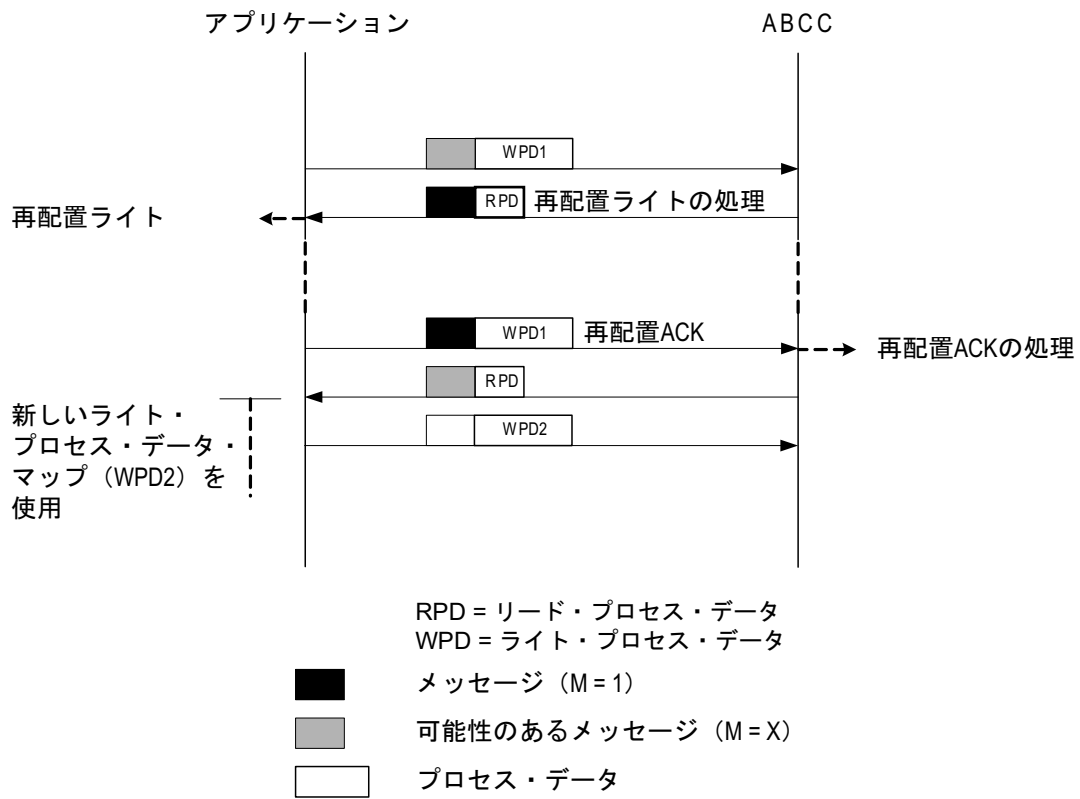 アプリケーション
ABCC
WPD1
RPD
再配置ライトの処理
再配置ライト
WPD1
再配置ACK
再配置ACKの処理
RPD
新しいライト・
プロセス・データ・
マップ（WPD2）を
使用
WPD2
RPD = リード・プロセス・データ
WPD = ライト・プロセス・データ
メッセージ（M = 1）
可能性のあるメッセージ（M = X）
プロセス・データ